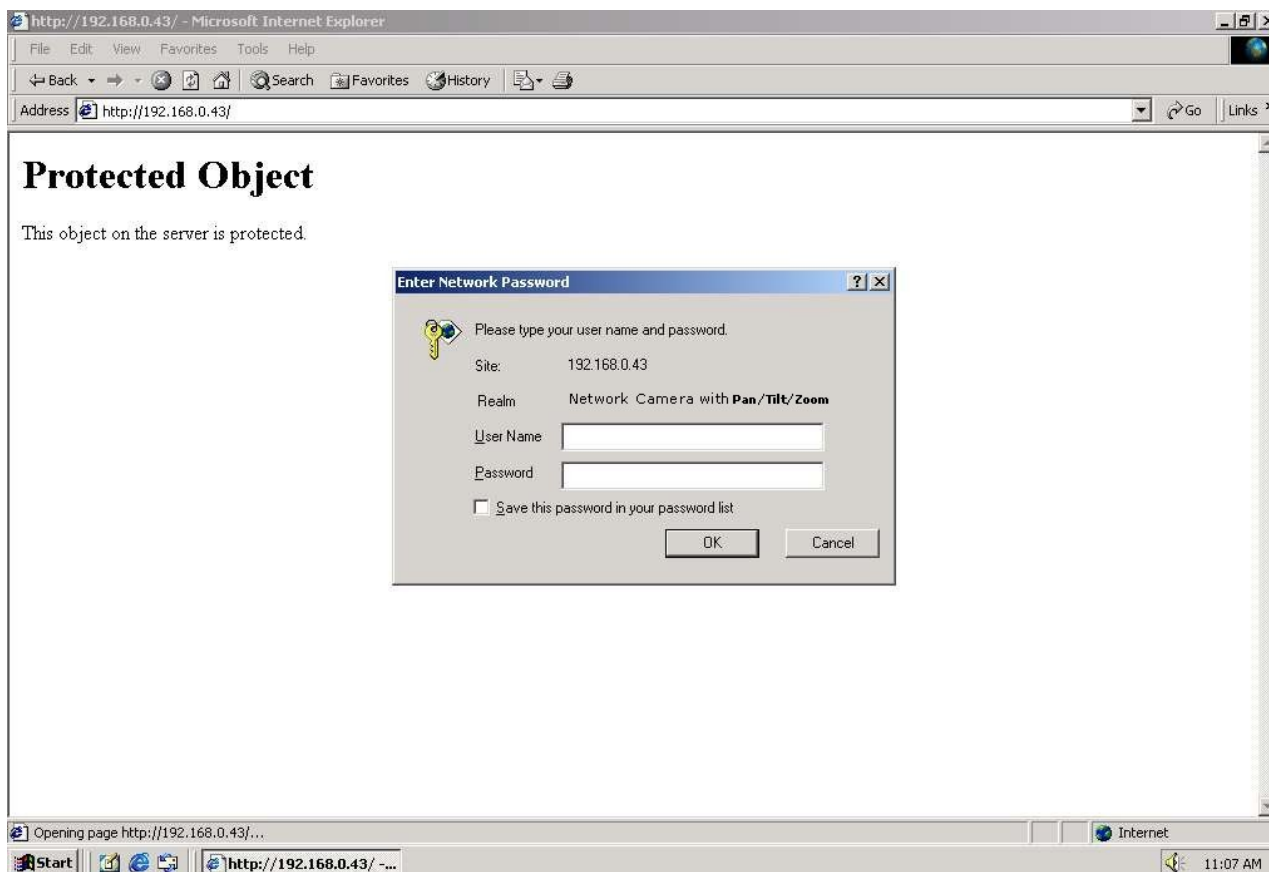 http://192.168.0.43/ - Microsoft Internet Explorer
File Edit View Favorites Tools Help
Back Search Favorites History
Address http://192.168.0.43/ Go Links
Protected Object
This object on the server is protected.
Enter Network Password
Please type your user name and password.
Site: 192.168.0.43
Realm Network Camera with Pan/Tilt/Zoom
User Name
Password
Save this password in your password list
OK Cancel
Opening page http://192.168.0.43/... Internet
Start http://192.168.0.43/ -... 11:07 AM